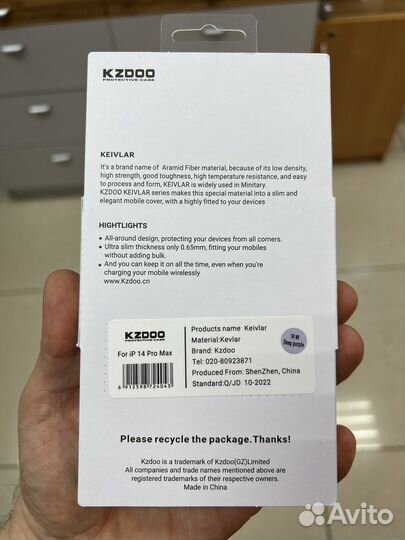 KZDOO
PROTECTIVE CASE
KEIVLAR
It's a brand name of Aramid Fiber material, because of its low density,
high strength, good toughness, high temperature resistance, and easy
to process and form, KEIVLAR is widely used in Minitary.
KZDOO KEIVLAR series makes this special material into a slim and
elegant mobile cover, with a highly fitted to your devices
HIGHTLIGHTS
• All-around design, protecting your devices from all corners.
• Ultra slim thickness only 0.65mm, fitting your mobiles
without adding bulk.
• And you can keep it on all the time, even when you're
charging your mobile wirelessly
www.Kzdoo.cn
KZDOO
PROTECTIVE CASE
For iP 14 Pro Max
6 912598 724043
Products name: Keivlar
Material:Kevlar
Brand: Kzdoo
Tel: 020-80923871
Produced From: ShenZhen, China
Standard:Q/JD 10-2022
Deep purple
Please recycle the package.Thanks!
Kzdoo is a trademark of Kzdoo(GZ)Limited
All companies and trade names mentioned above are
registered trademarks of their respective owners.
Made in China
Avito